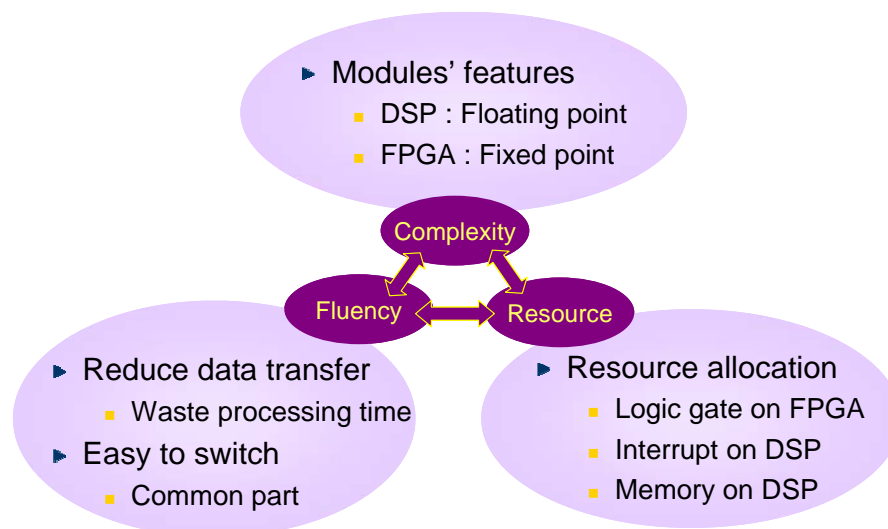 Modules’ features
DSP : Floating point
FPGA : Fixed point
Complexity
Fluency
Resource
Reduce data transfer
Waste processing time
Easy to switch
Common part
Resource allocation
Logic gate on FPGA
Interrupt on DSP
Memory on DSP